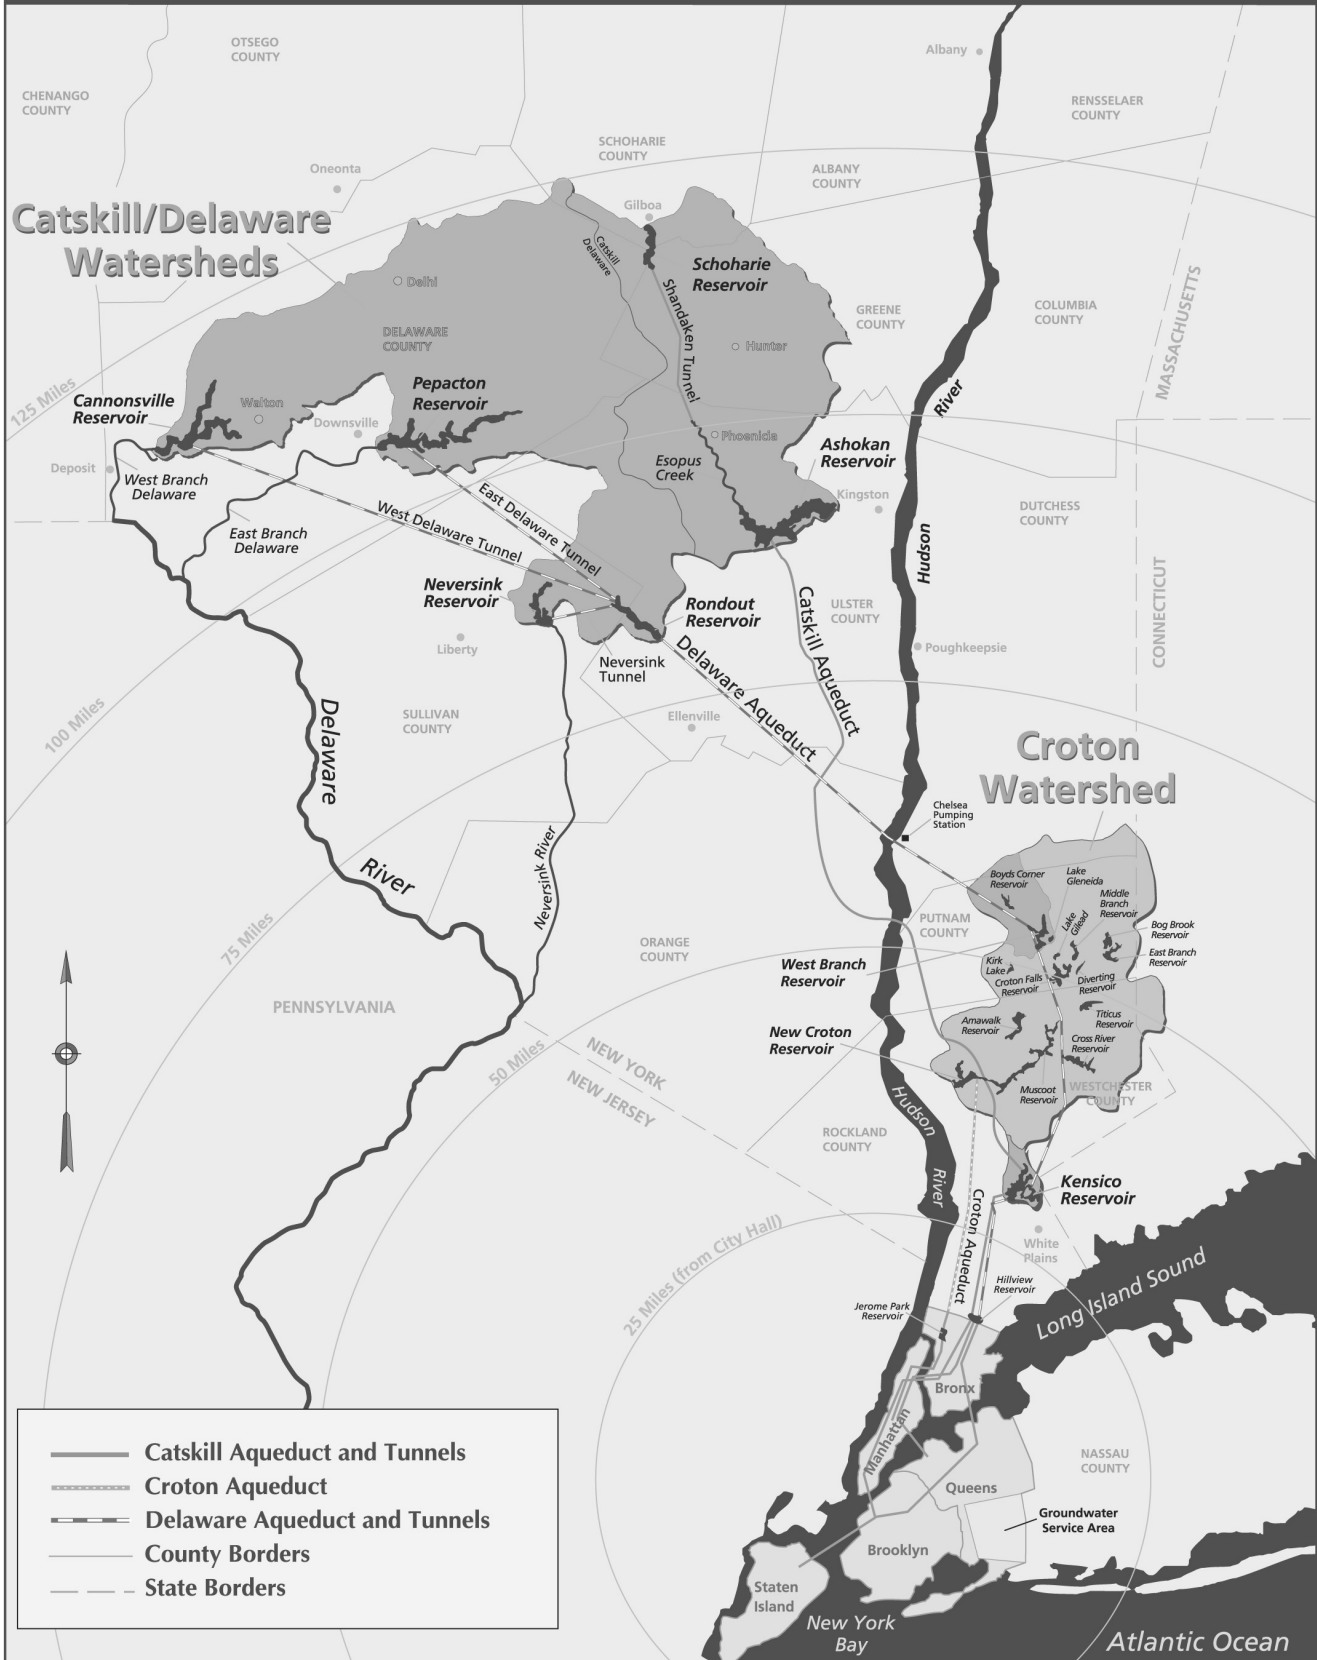 Albany
OTSEGO
COUNTY
CHENANGO
COUNTY
RENSSELAER
COUNTY
SCHOHARIE
COUNTY
ALBANY
COUNTY
Oneonta
Catskill/Delaware
Watersheds
Gilboa
Catskill
Delaware
Schoharie
Reservoir
Delhi
Shandaken Tunnel
GREENE
COUNTY
COLUMBIA
COUNTY
MASSACHUSETTS
DELAWARE
COUNTY
Hunter
125 Miles
Cannonsville
Reservoir
Walton
Pepacton
Reservoir
Downsville
River
Phoenicia
Ashokan
Reservoir
Deposit
West Branch
Delaware
Esopus
Creek
Kingston
East Delaware Tunnel
West Delaware Tunnel
East Branch
Delaware
DUTCHESS
COUNTY
Hudson
Neversink
Reservoir
Rondout
Reservoir
Catskill Aqueduct
ULSTER
COUNTY
CONNECTICUT
Liberty
Neversink
Tunnel
Poughkeepsie
Delaware Aqueduct
100 Miles
Delaware
SULLIVAN
COUNTY
Ellenville
Croton
Watershed
Chelsea
Pumping
Station
River
Neversink River
Boyds Corner
Reservoir
Lake
Gleneida
Middle
Branch
Reservoir
Lake
Gilead
75 Miles
PUTNAM
COUNTY
Bog Brook
Reservoir
ORANGE
COUNTY
East Branch
Reservoir
West Branch
Reservoir
Kirk
Lake
Croton Falls
Reservoir
Diverting
Reservoir
PENNSYLVANIA
Titicus
Reservoir
Amawalk
Reservoir
New Croton
Reservoir
Cross River
Reservoir
50 Miles
NEW YORK
NEW JERSEY
Muscoot
Reservoir
WESTCHESTER
COUNTY
Hudson
River
ROCKLAND
COUNTY
Kensico
Reservoir
Croton Aqueduct
White
Plains
25 Miles (from City Hall)
Hillview
Reservoir
Jerome Park
Reservoir
Long Island Sound
Bronx
Manhattan
NASSAU
COUNTY
Queens
Groundwater
Service Area
Brooklyn
Staten
Island
New York
Bay
Atlantic Ocean
Catskill Aqueduct and Tunnels
Croton Aqueduct
Delaware Aqueduct and Tunnels
County Borders
State Borders